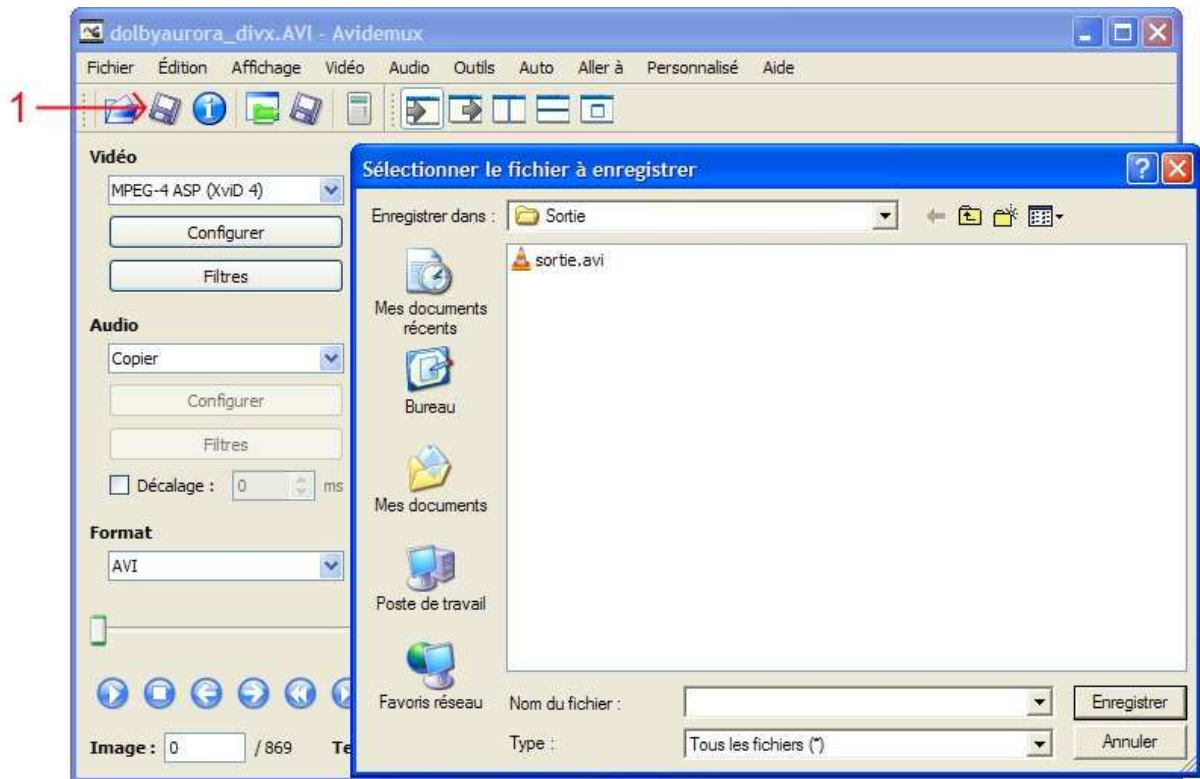 dolbyaurora_divx.AVI - Avidemux
Fichier Édition Affichage Vidéo Audio Outils Auto Aller à Personnalisé Aide
1
Vidéo
MPEG-4 ASP (XviD 4)
Configurer
Filtres
Audio
Copier
Configurer
Filtres
Décalage : 0 ms
Format
AVI
Image : 0 / 869 Te
Sélectionner le fichier à enregistrer
Enregistrer dans : Sortie
sortie.avi
Mes documents
récents
Bureau
Mes documents
Poste de travail
Favoris réseau
Nom du fichier :
Enregistrer
Type : Tous les fichiers (*)
Annuler